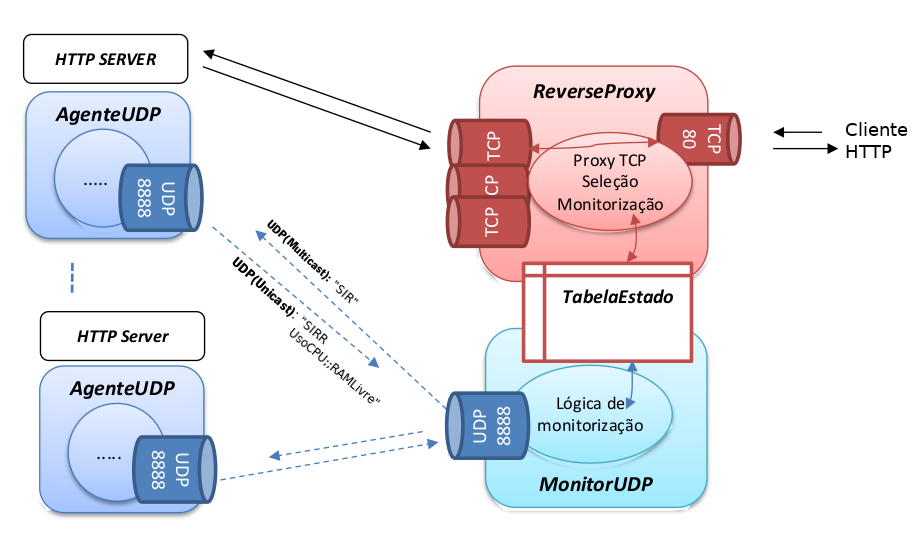 HTTP SERVER
AgenteUDP
.....
UDP
8888
HTTP Server
AgenteUDP
.....
UDP
8888
UDP(Multicast): "SIR"
UDP(Unicast): "SIRR
UsoCPU;;RAMLivre"
ReverseProxy
TCP
CP
TCP
TCP
80
Proxy TCP
Seleção
Monitorização
Cliente
HTTP
TabelaEstado
UDP
8888
Lógica de
monitorização
MonitorUDP